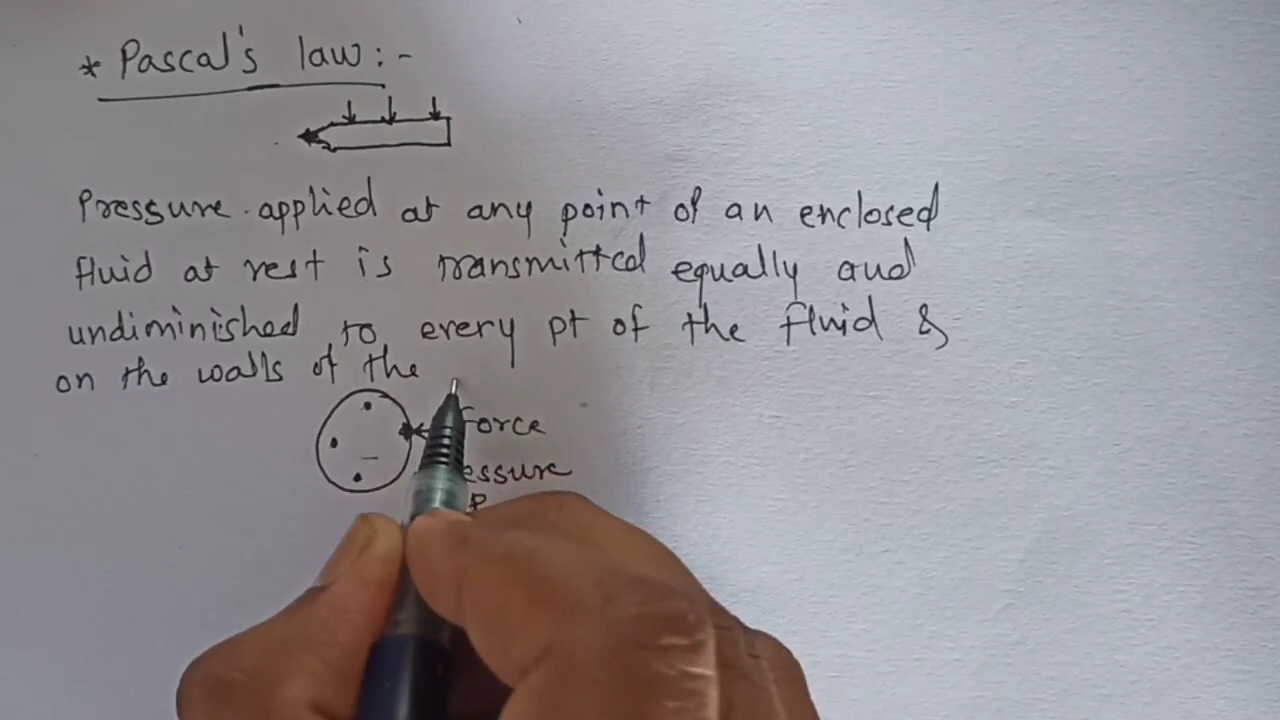 * Pascal's law:-
Pressure applied at any point of an enclosed
fluid at rest is transmitted equally and
undiminished to every pt of the fluid &
on the walls of the
Force
essure
P